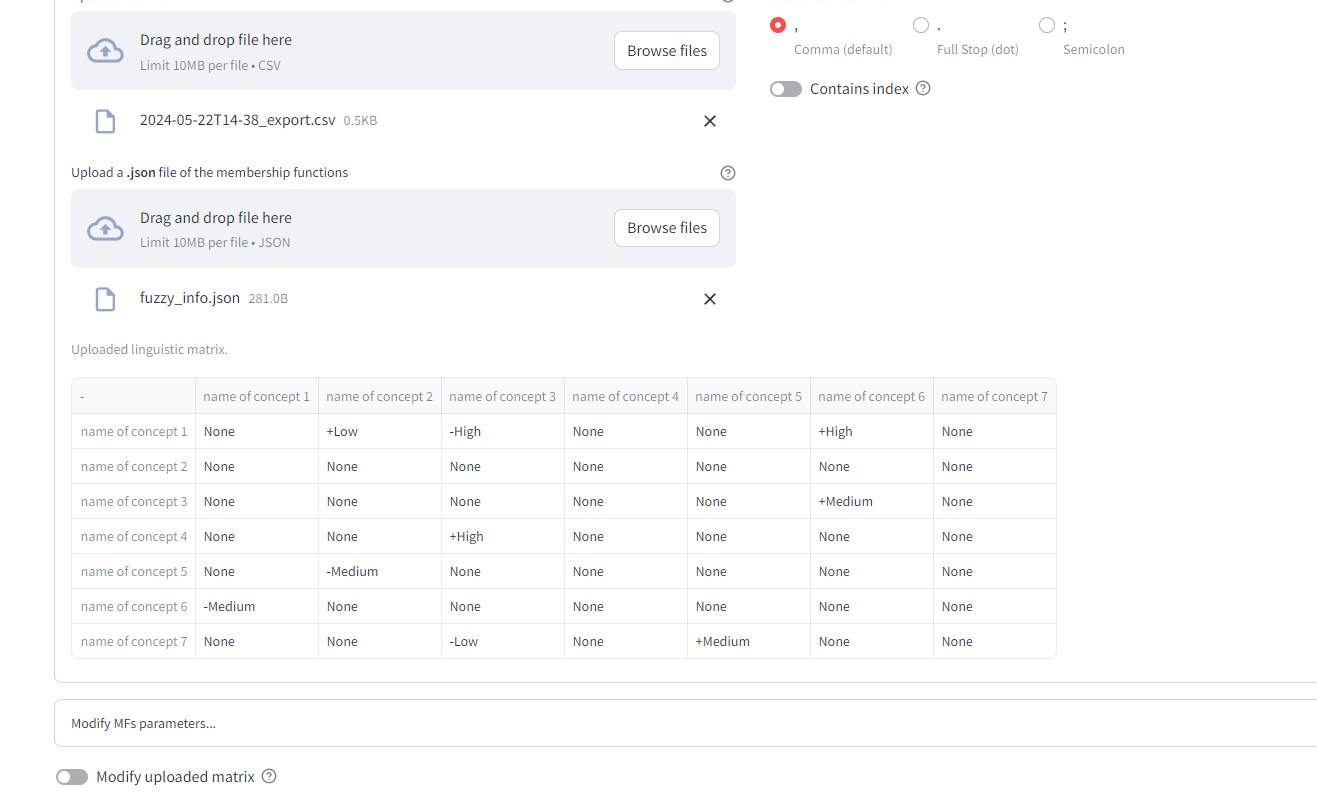 ,
Comma (default)
.
Full Stop (dot)
;
Semicolon
Drag and drop file here
Limit 10MB per file • CSV
Browse files
Contains index
2024-05-22T14-38_export.csv 0.5KB
Upload a .json file of the membership functions
Drag and drop file here
Limit 10MB per file • JSON
Browse files
fuzzy_info.json 281.0B
Uploaded linguistic matrix.
- name of concept 1 name of concept 2 name of concept 3 name of concept 4 name of concept 5 name of concept 6 name of concept 7
name of concept 1 None +Low -High None None +High None
name of concept 2 None None None None None None None
name of concept 3 None None None None None +Medium None
name of concept 4 None None +High None None None None
name of concept 5 None -Medium None None None None None
name of concept 6 -Medium None None None None None None
name of concept 7 None None -Low None +Medium None None
Modify MFs parameters...
Modify uploaded matrix